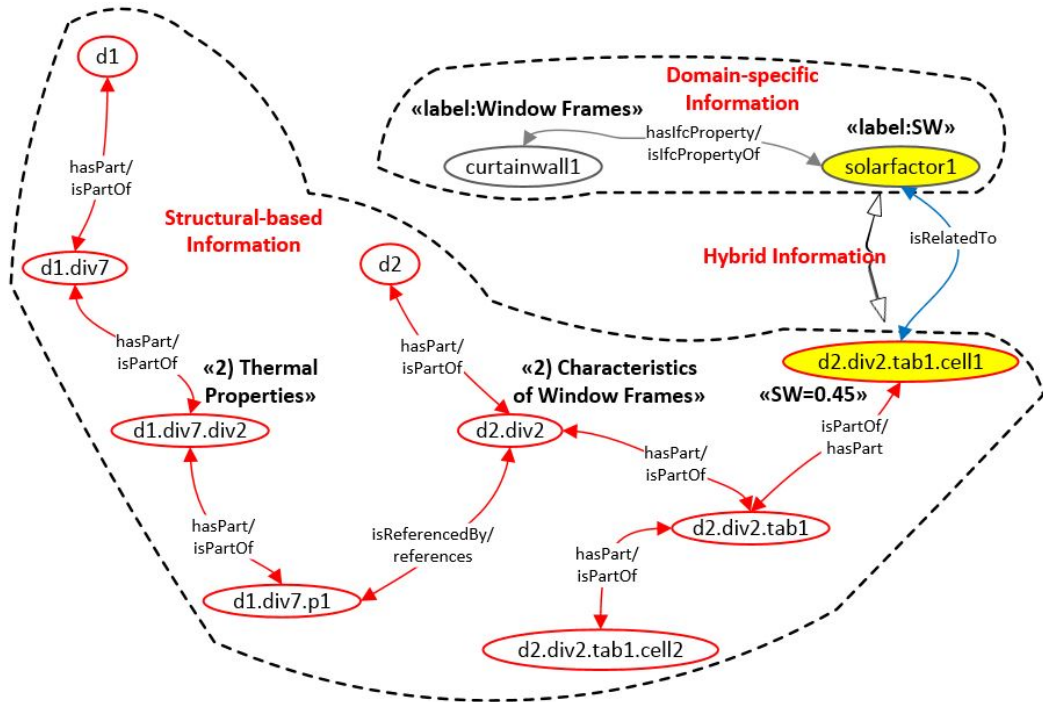 d1
Domain-specific
Information
«label:Window Frames»
hasIfcProperty/
isIfcPropertyOf
«label:SW»
curtainwall1
solarfactor1
hasPart/
isPartOf
Structural-based
Information
isRelatedTo
Hybrid Information
d1.div7
d2
hasPart/
isPartOf
hasPart/
isPartOf
d2.div2.tab1.cell1
«2) Thermal
Properties»
«2) Characteristics
of Window Frames»
«SW=0.45»
d1.div7.div2
d2.div2
isPartOf/
hasPart
hasPart/
isPartOf
hasPart/
isPartOf
isReferencedBy/
references
d2.div2.tab1
hasPart/
isPartOf
d1.div7.p1
d2.div2.tab1.cell2